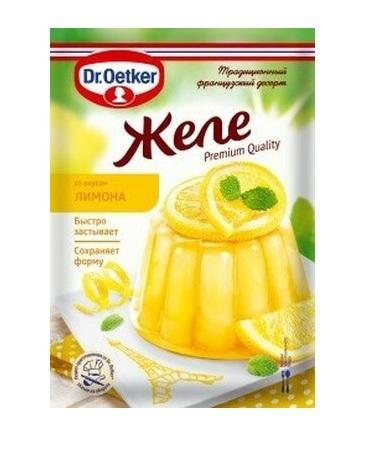 Традиционный
французский десерт
Dr.Oetker
Желе
Premium Quality
со вкусом
ЛИМОНА
Быстро
застывает
Сохраняет
форму